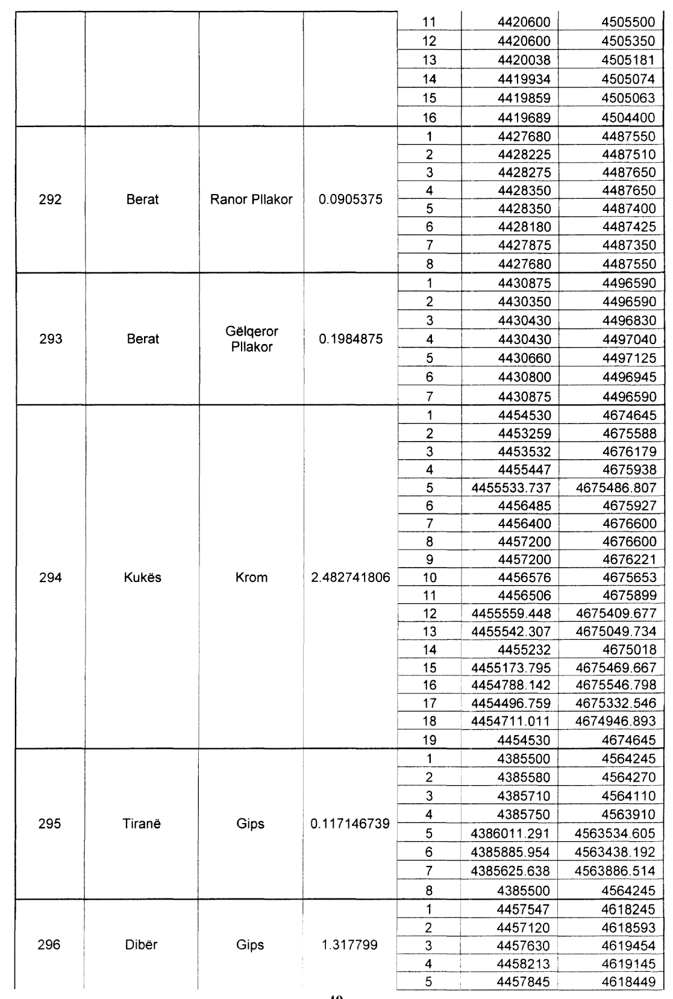 11 4420600 4505500
12 4420600 4505350
13 4420038 4505181
14 4419934 4505074
15 4419859 4505063
16 4419689 4504400
1 4427680 4487550
2 4428225 4487510
3 4428275 4487650
292 Berat Ranor Pllakor 0.0905375 4 4428350 4487650
5 4428350 4487400
6 4428180 4487425
7 4427875 4487350
8 4427680 4487550
1 4430875 4496590
2 4430350 4496590
3 4430430 4496830
293 Berat Gëlqeror Pllakor 0.1984875 4 4430430 4497040
5 4430660 4497125
6 4430800 4496945
7 4430875 4496590
1 4454530 4674645
2 4453259 4675588
3 4453532 4676179
4 4455447 4675938
5 4455533.737 4675486.807
6 4456485 4675927
7 4456400 4676600
8 4457200 4676600
9 4457200 4676221
294 Kukës Krom 2.482741806 10 4456576 4675653
11 4456506 4675899
12 4455559.448 4675409.677
13 4455542.307 4675049.734
14 4455232 4675018
15 4455173.795 4675469.667
16 4454788.142 4675546.798
17 4454496.759 4675332.546
18 4454711.011 4674946.893
19 4454530 4674645
1 4385500 4564245
2 4385580 4564270
3 4385710 4564110
295 Tiranë Gips 0.117146739 4 4385750 4563910
5 4386011.291 4563534.605
6 4385885.954 4563438.192
7 4385625.638 4563886.514
8 4385500 4564245
1 4457547 4618245
2 4457120 4618593
296 Dibër Gips 1.317799 3 4457630 4619454
4 4458213 4619145
5 4457845 4618449